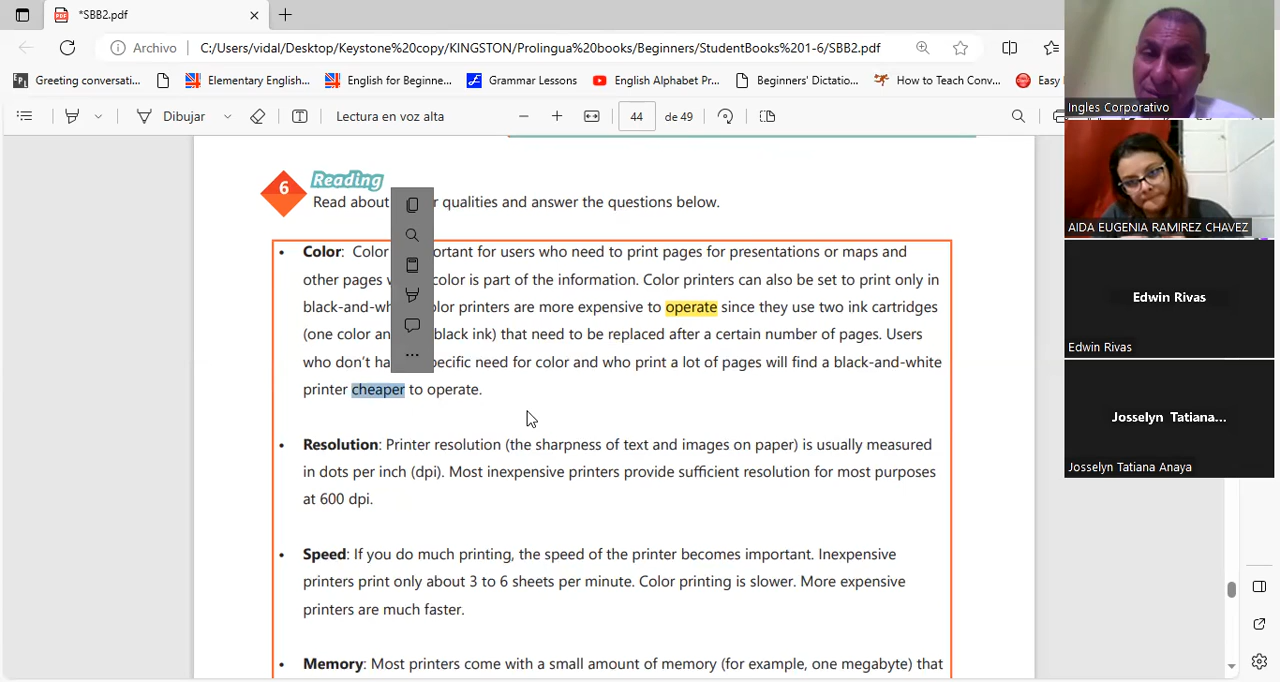 *SBB2.pdf
Archivo
C:/Users/vidal/Desktop/Keystone%20copy/KINGSTON/Prolingua%20books/Beginners/StudentBooks%201-6/SBB2.pdf
Greeting conversati...
Elementary English...
English for Beginne...
Grammar Lessons
English Alphabet Pr...
Beginners' Dictatio...
How to Teach Conv...
Easy
Dibujar
Lectura en voz alta
44
de 49
6
Reading
Read about qualities and answer the questions below.
Color: Color ortant for users who need to print pages for presentations or maps and
other pages color is part of the information. Color printers can also be set to print only in
black-and-wh olor printers are more expensive to operate since they use two ink cartridges
(one color an black ink) that need to be replaced after a certain number of pages. Users
who don't ha pecific need for color and who print a lot of pages will find a black-and-white
printer cheaper to operate.
Resolution: Printer resolution (the sharpness of text and images on paper) is usually measured
in dots per inch (dpi). Most inexpensive printers provide sufficient resolution for most purposes
at 600 dpi.
Speed: If you do much printing, the speed of the printer becomes important. Inexpensive
printers print only about 3 to 6 sheets per minute. Color printing is slower. More expensive
printers are much faster.
Memory: Most printers come with a small amount of memory (for example, one megabyte) that
Ingles Corporativo
AIDA EUGENIA RAMIREZ CHAVEZ
Edwin Rivas
Edwin Rivas
Josselyn Tatiana...
Josselyn Tatiana Anaya